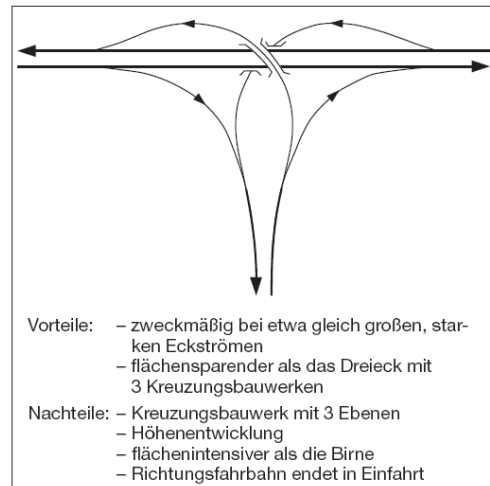 Vorteile: – zweckmäßig bei etwa gleich großen, star-
ken Eckströmen
– flächensparender als das Dreieck mit
3 Kreuzungsbauwerken
Nachteile: – Kreuzungsbauwerk mit 3 Ebenen
– Höhenentwicklung
– flächenintensiver als die Birne
– Richtungsfahrbahn endet in Einfahrt